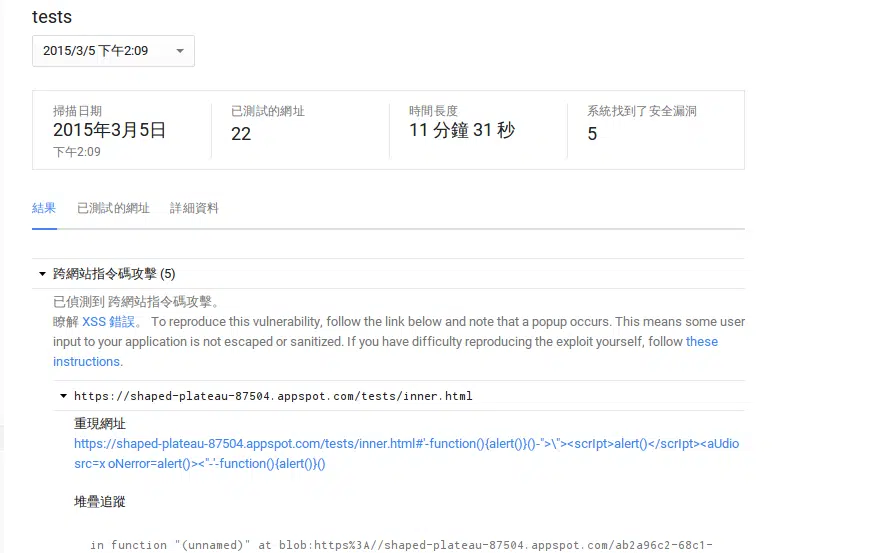 tests
2015/3/5 下午2:09
掃描日期
2015年3月5日
下午2:09
已測試的網址
22
時間長度
11 分鐘 31 秒
系統找到了安全漏洞
5
結果 已測試的網址 詳細資料
跨網站指令碼攻擊 (5)
已偵測到 跨網站指令碼攻擊。
瞭解 XSS 錯誤。 To reproduce this vulnerability, follow the link below and note that a popup occurs. This means some user
input to your application is not escaped or sanitized. If you have difficulty reproducing the exploit yourself, follow these
instructions.
https://shaped-plateau-87504.appspot.com/tests/inner.html
重現網址
https://shaped-plateau-87504.appspot.com/tests/inner.html#'-function(){alert()}()-">\"><scrIpt>alert()</scrIpt><aUdio
src=x oNerror=alert()><"-'-function(){alert()}()
堆疊追蹤
in function "(unnamed)" at blob:https%3A//shaped-plateau-87504.appspot.com/ab2a96c2-68c1-